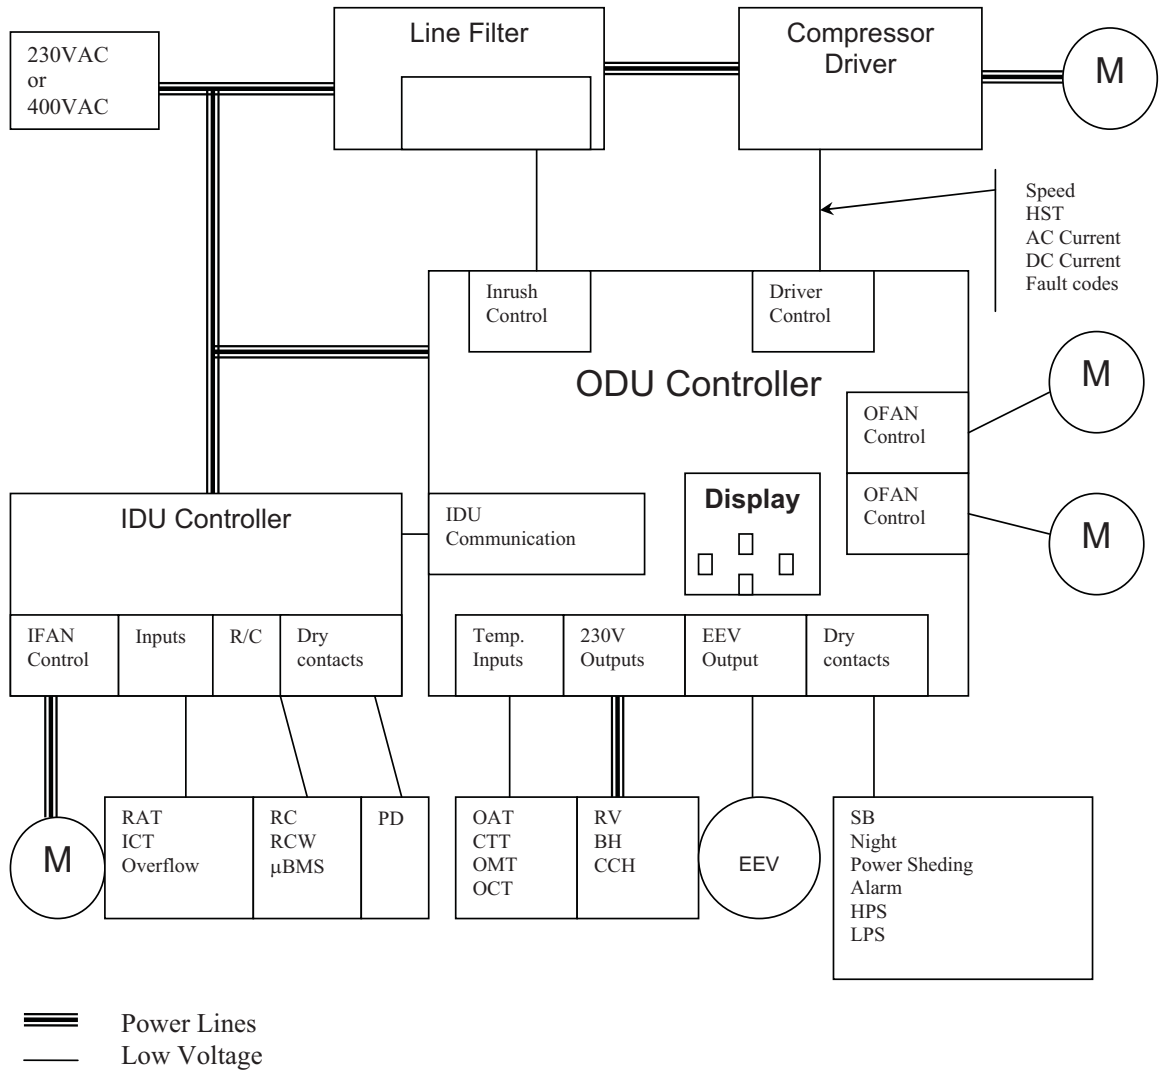 230VAC
or
400VAC
Line Filter
Compressor
Driver
M
Speed
HST
AC Current
DC Current
Fault codes
Inrush
Control
Driver
Control
ODU Controller
OFAN
Control
M
OFAN
Control
M
IDU Controller
IDU
Communication
Display
IFAN
Control
Inputs
R/C
Dry
contacts
Temp.
Inputs
230V
Outputs
EEV
Output
Dry
contacts
M
RAT
ICT
Overflow
RC
RCW
μBMS
PD
OAT
CTT
OMT
OCT
RV
BH
CCH
EEV
SB
Night
Power Sheding
Alarm
HPS
LPS
Power Lines
Low Voltage